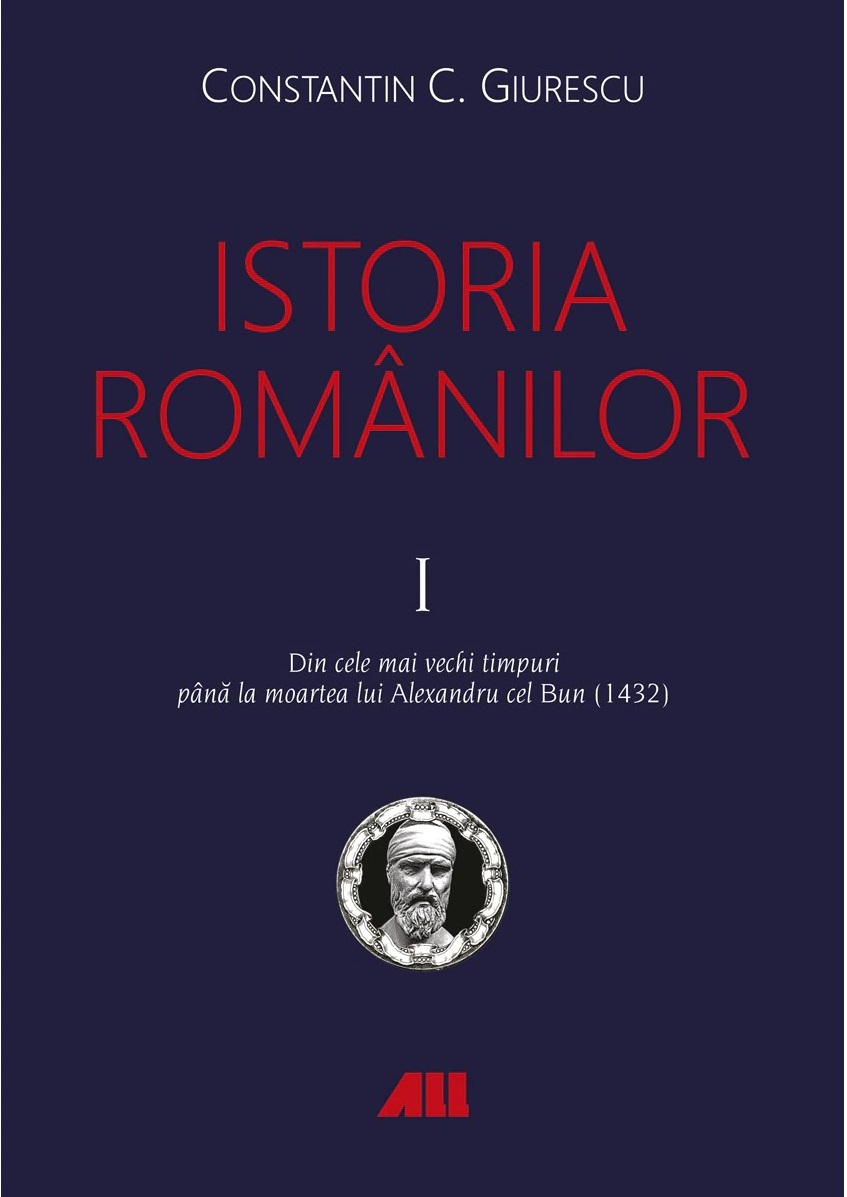 CONSTANTIN C. GIURESCU
ISTORIA
ROMÂNILOR
I
Din cele mai vechi timpuri
până la moartea lui Alexandru cel Bun (1432)
ALL